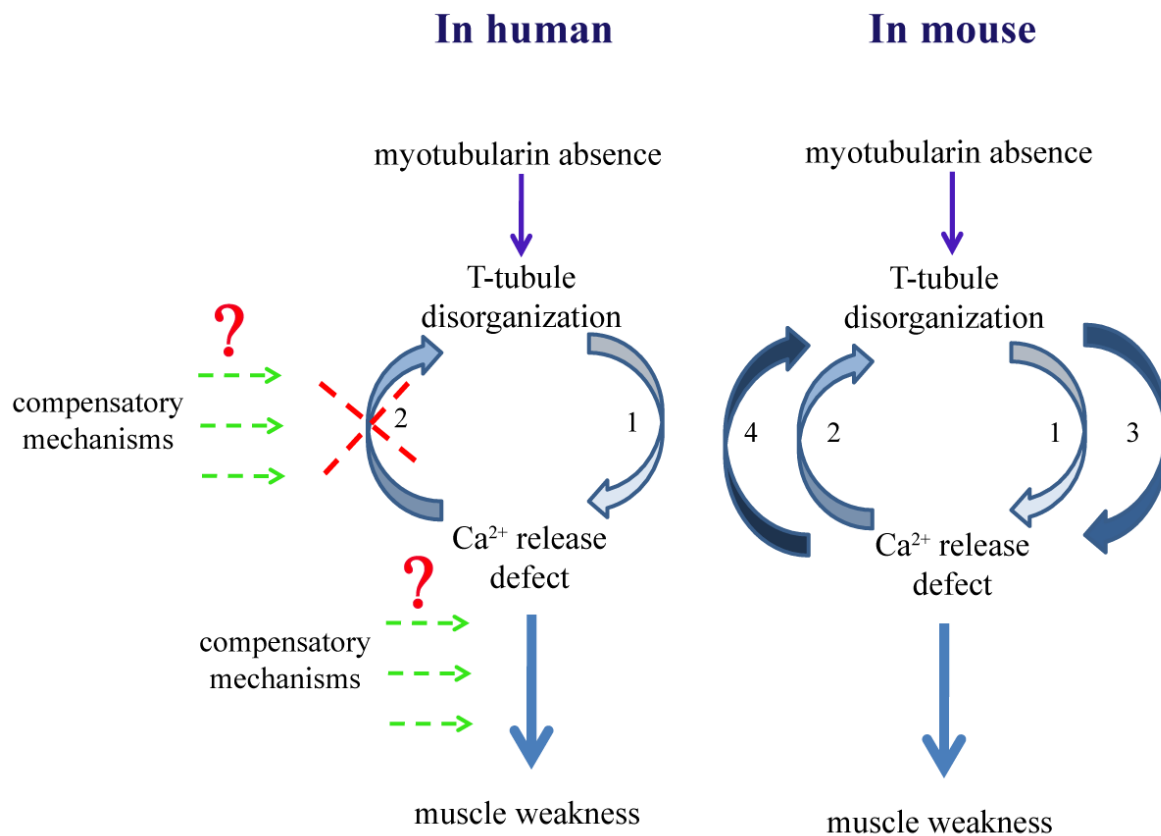 In human
myotubularin absence
T-tubule
disorganization
?
compensatory
mechanisms
2
1
Ca²⁺ release
defect
?
compensatory
mechanisms
muscle weakness
In mouse
myotubularin absence
T-tubule
disorganization
4
2
1
3
Ca²⁺ release
defect
muscle weakness